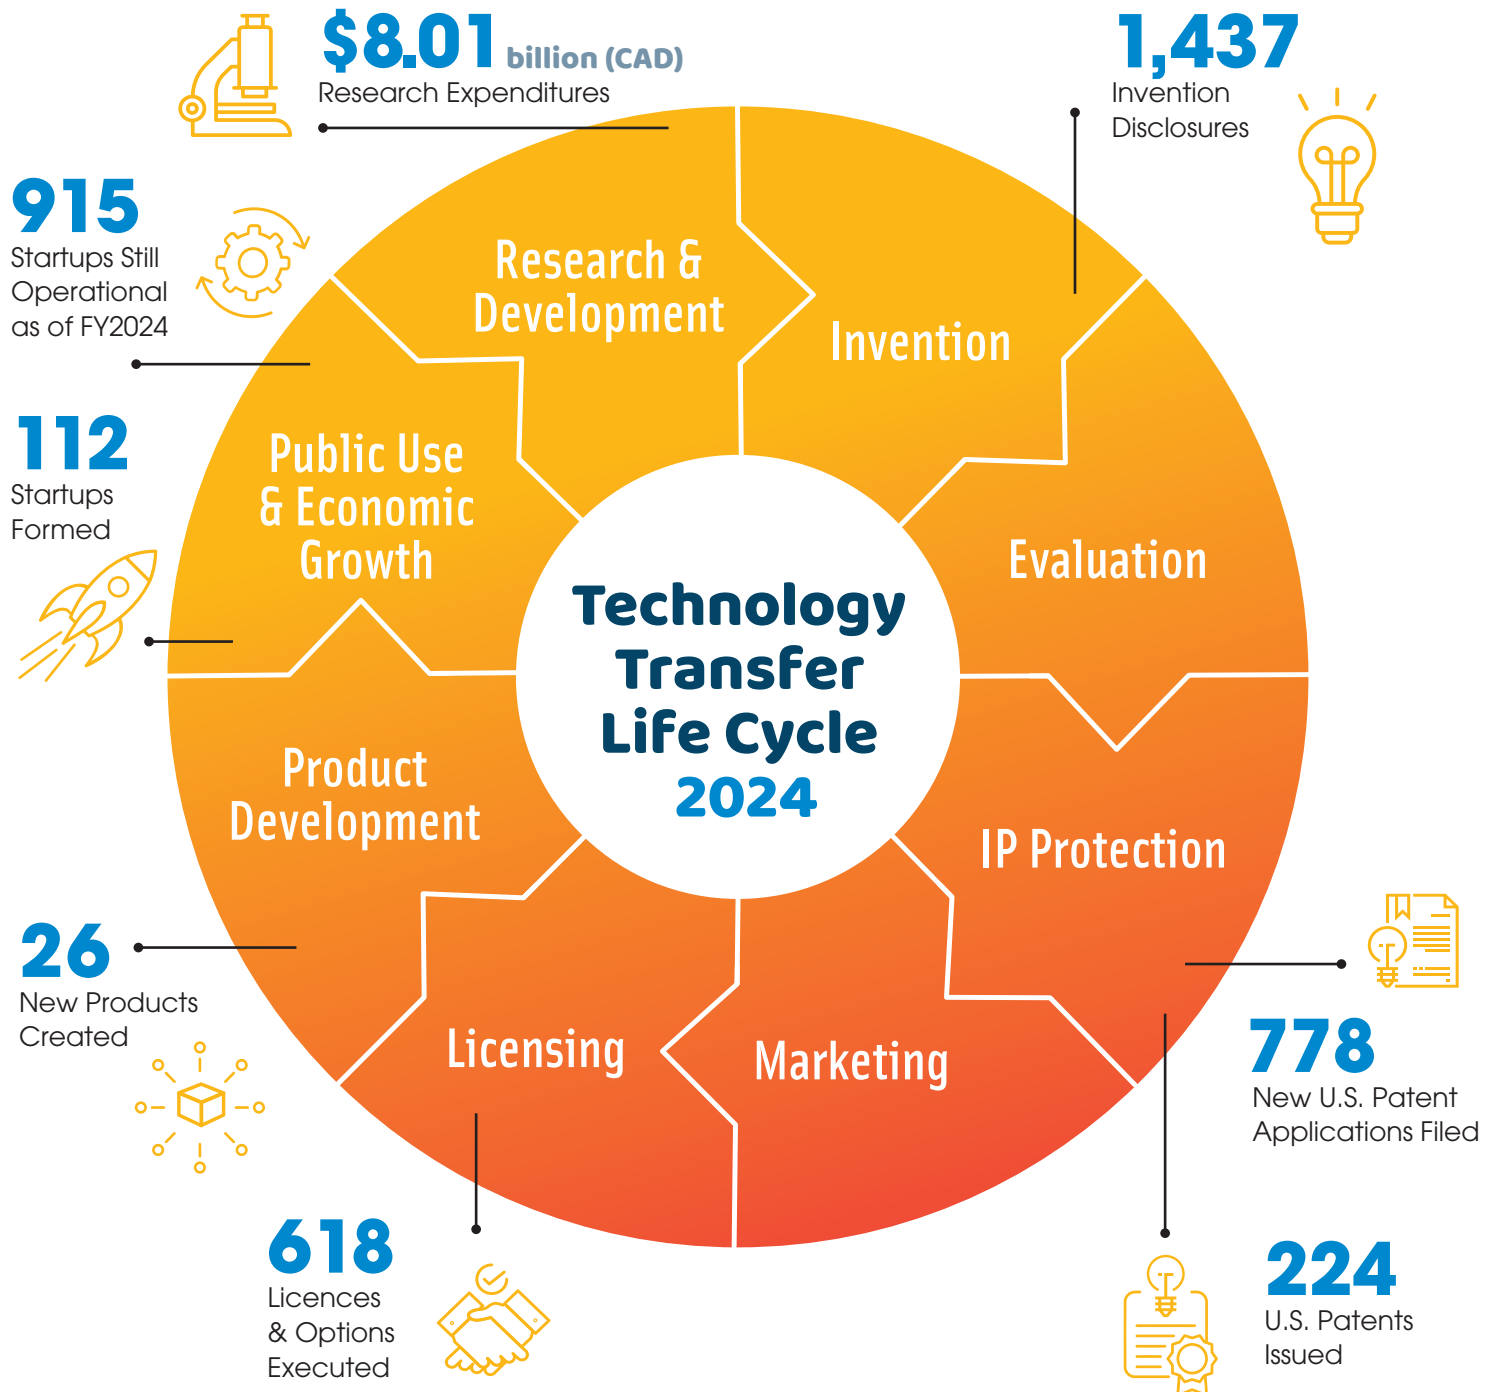 $8.01 billion (CAD)
Research Expenditures
1,437
Invention
Disclosures
915
Startups Still
Operational
as of FY2024
112
Startups
Formed
Research &
Development
Invention
Evaluation
IP Protection
Marketing
Licensing
Product
Development
Public Use
& Economic
Growth
Technology
Transfer
Life Cycle
2024
26
New Products
Created
778
New U.S. Patent
Applications Filed
618
Licences
& Options
Executed
224
U.S. Patents
Issued